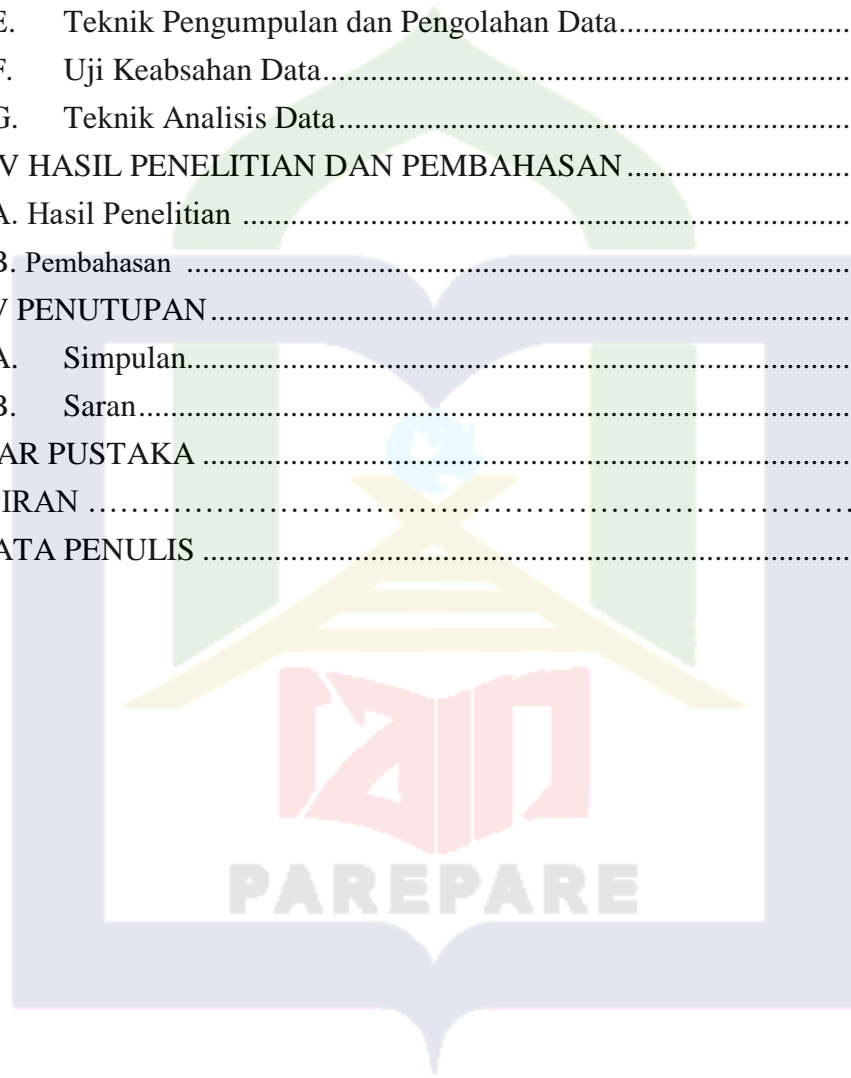 E. Teknik Pengumpulan dan Pengolahan Data..............................
F. Uji Keabsahan Data....................................................................
G. Teknik Analisis Data.................................................................
V HASIL PENELITIAN DAN PEMBAHASAN............................
A. Hasil Penelitian .............................................................................
B. Pembahasan ...................................................................................
V PENUTUPAN.................................................................................
A. Simpulan.....................................................................................
B. Saran...........................................................................................
AR PUSTAKA ..................................................................................
PIRAN ……………………………………………………………………
ATA PENULIS ..................................................................................
PAREPARE